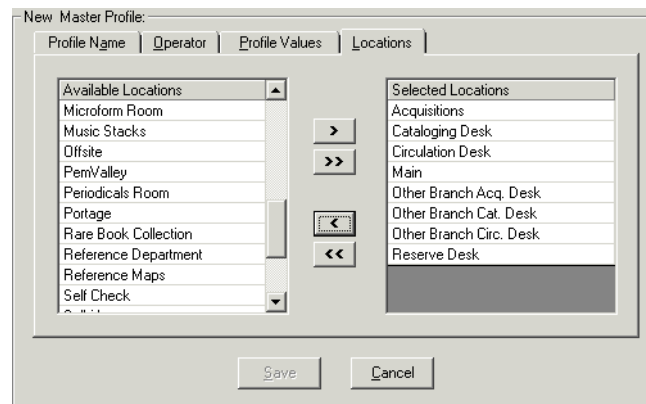 New Master Profile:
Profile Name Operator Profile Values Locations
Available Locations
Microform Room
Music Stacks
Offsite
PemValley
Periodicals Room
Portage
Rare Book Collection
Reference Department
Reference Maps
Self Check
>
>>
<
<<
Selected Locations
Acquisitions
Cataloging Desk
Circulation Desk
Main
Other Branch Acq. Desk
Other Branch Cat. Desk
Other Branch Circ. Desk
Reserve Desk
Save Cancel